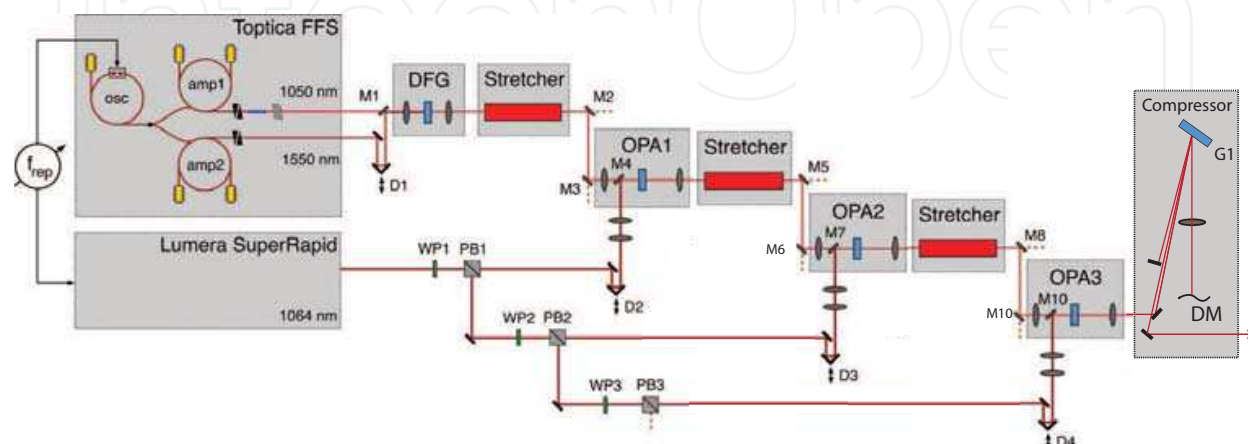 Toptica FFS
osc
amp1
amp2
1050 nm
1550 nm
f rep
Lumera SuperRapid
1064 nm
M1
D1
DFG
Stretcher
M2
M3
OPA1
M4
Stretcher
M5
M6
OPA2
M7
Stretcher
M8
M10
OPA3
M10
Compressor
G1
DM
WP1
PB1
D2
WP2
PB2
D3
WP3
PB3
D4